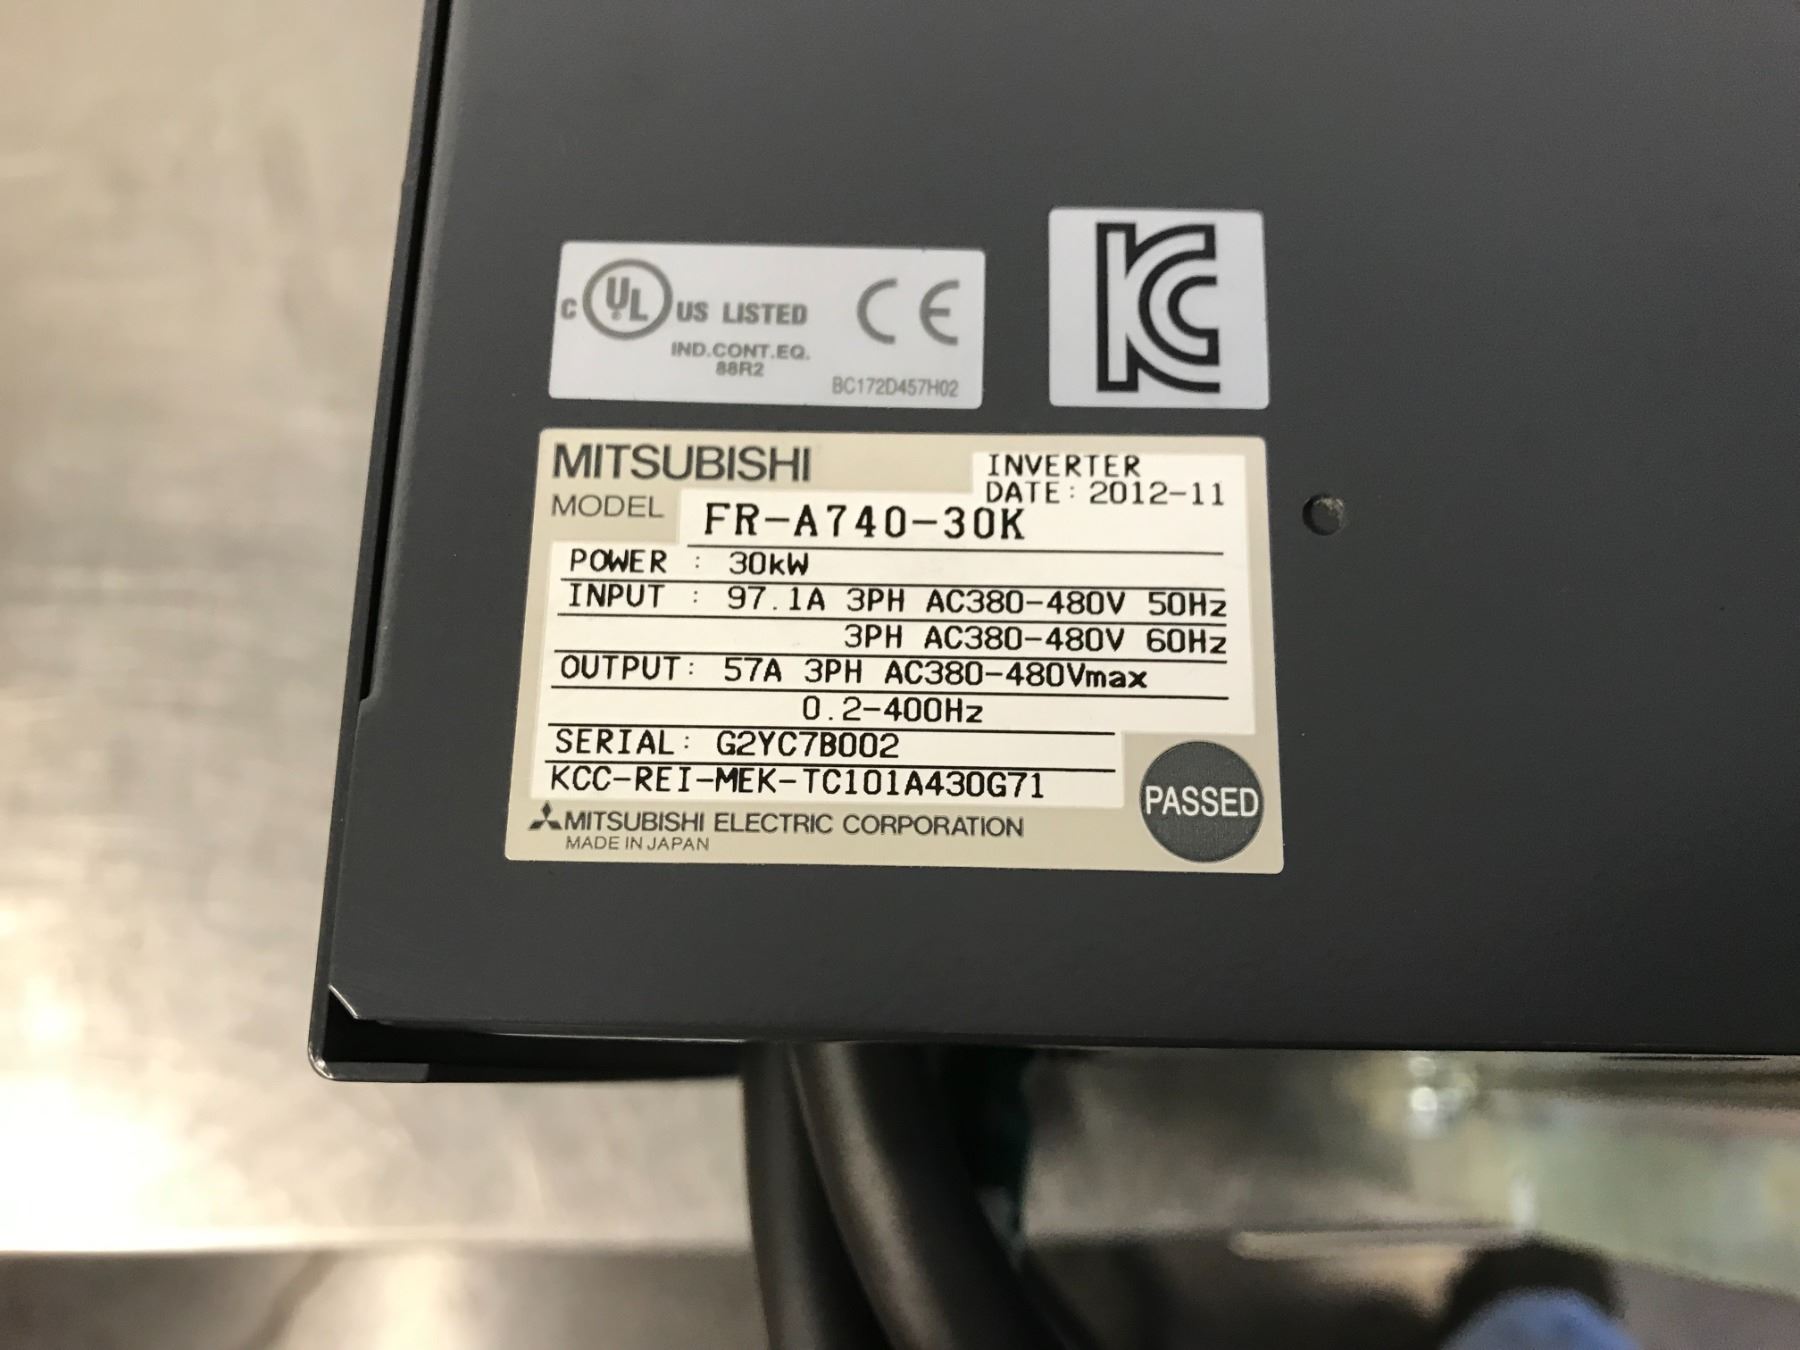 C UL US LISTED CE
IND.CONT.EQ.
88R2
BC172D457H02
KC
MITSUBISHI
INVERTER
DATE: 2012-11
MODEL FR-A740-30K
POWER : 30kW
INPUT : 97.1A 3PH AC380-480V 50Hz
3PH AC380-480V 60Hz
OUTPUT: 57A 3PH AC380-480Vmax
0.2-400Hz
SERIAL: G2YC7B002
KCC-REI-MEK-TC101A430G71
PASSED
MITSUBISHI ELECTRIC CORPORATION
MADE IN JAPAN